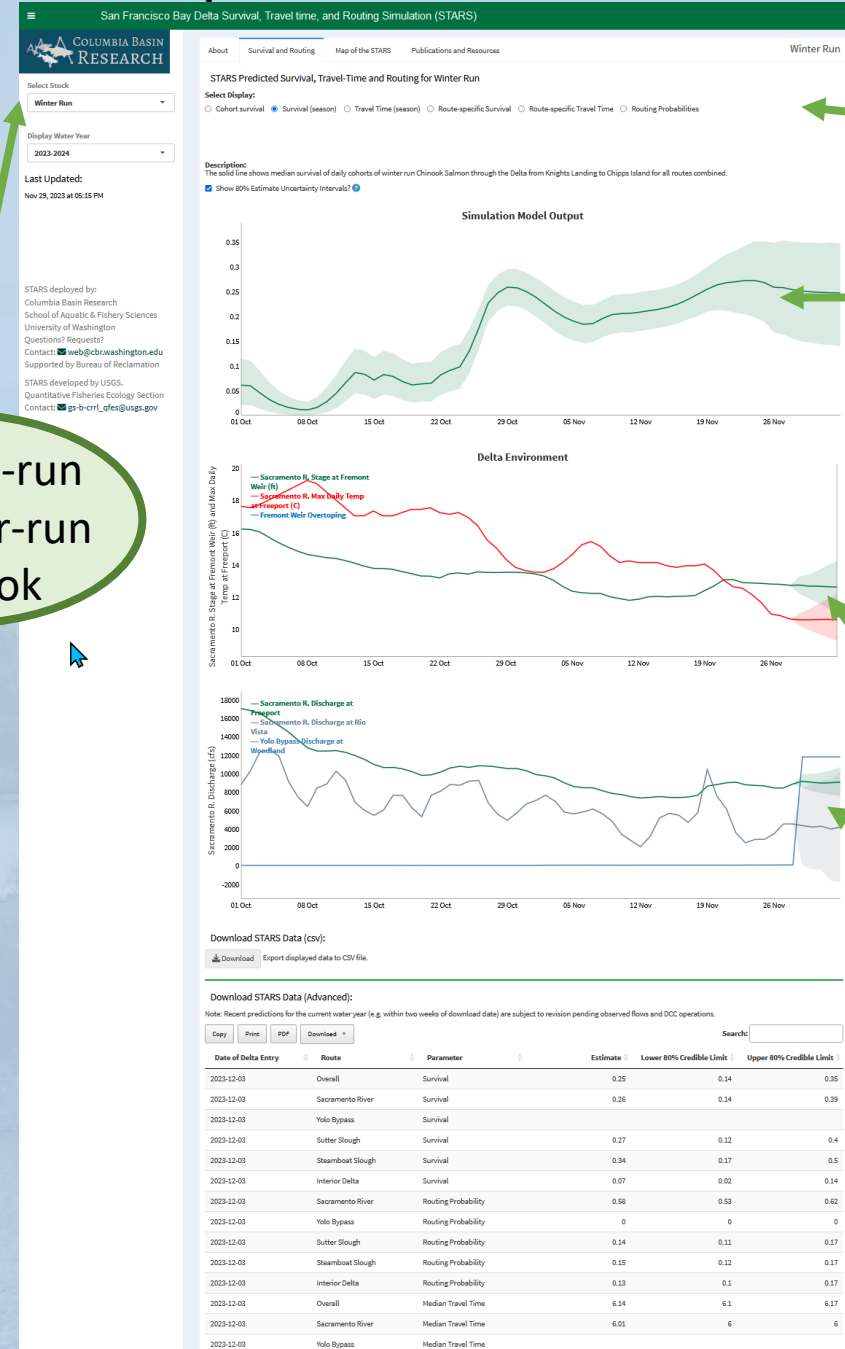 San Francisco Bay Delta Survival, Travel time, and Routing Simulation (STARS)
COLUMBIA BASIN
RESEARCH
Select Stock
Winter Run
Display Water Year
2023-2024
Last Updated:
Nov 29, 2023 at 05:15 PM
STARS deployed by:
Columbia Basin Research
School of Aquatic & Fishery Sciences
University of Washington
Questions? Requests?
Contact: web@cbr.washington.edu
Supported by Bureau of Reclamation
STARS developed by USGS.
Quantitative Fisheries Ecology Section
Contact: gs-b-crrl_qfes@usgs.gov
-run
r-run
ok
About Survival and Routing Map of the STARS Publications and Resources Winter Run
STARS Predicted Survival, Travel-Time and Routing for Winter Run
Select Display:
Cohort survival Survival (season) Travel Time (season) Route-specific Survival Route-specific Travel Time Routing Probabilities
Description:
The solid line shows median survival of daily cohorts of winter run Chinook Salmon through the Delta from Knights Landing to Chipps Island for all routes combined.
Show 80% Estimate Uncertainty Intervals? ?
Simulation Model Output
0.35
0.3
0.25
0.2
0.15
0.1
0.05
0
01 Oct 08 Oct 15 Oct 22 Oct 29 Oct 05 Nov 12 Nov 19 Nov 26 Nov
Delta Environment
Sacramento R. Stage at Fremont Weir (ft) and Max Daily
Temp at Freeport (C)
20
18
16
14
12
10
— Sacramento R. Stage at Fremont
Weir (ft)
— Sacramento R. Max Daily Temp
at Freeport (C)
— Fremont Weir Overtoping
01 Oct 08 Oct 15 Oct 22 Oct 29 Oct 05 Nov 12 Nov 19 Nov 26 Nov
Sacramento R. Discharge (cfs)
18000
16000
14000
12000
10000
8000
6000
4000
2000
0
-2000
— Sacramento R. Discharge at
Freeport
— Sacramento R. Discharge at Rio
Vista
— Yolo Bypass Discharge at
Woodland
01 Oct 08 Oct 15 Oct 22 Oct 29 Oct 05 Nov 12 Nov 19 Nov 26 Nov
Download STARS Data (csv):
Download Export displayed data to CSV file.
Download STARS Data (Advanced):
Note: Recent predictions for the current water year (e.g. within two weeks of download date) are subject to revision pending observed flows and DCC operations.
Copy Print PDF Download Search:
Date of Delta Entry Route Parameter Estimate Lower 80% Credible Limit Upper 80% Credible Limit
2023-12-03 Overall Survival 0.25 0.14 0.35
2023-12-03 Sacramento River Survival 0.26 0.14 0.39
2023-12-03 Yolo Bypass Survival
2023-12-03 Sutter Slough Survival 0.27 0.12 0.4
2023-12-03 Steamboat Slough Survival 0.34 0.17 0.5
2023-12-03 Interior Delta Survival 0.07 0.02 0.14
2023-12-03 Sacramento River Routing Probability 0.58 0.53 0.62
2023-12-03 Yolo Bypass Routing Probability 0 0 0
2023-12-03 Sutter Slough Routing Probability 0.14 0.11 0.17
2023-12-03 Steamboat Slough Routing Probability 0.15 0.12 0.17
2023-12-03 Interior Delta Routing Probability 0.13 0.1 0.17
2023-12-03 Overall Median Travel Time 6.14 6.1 6.17
2023-12-03 Sacramento River Median Travel Time 6.01 6 6
2023-12-03 Yolo Bypass Median Travel Time